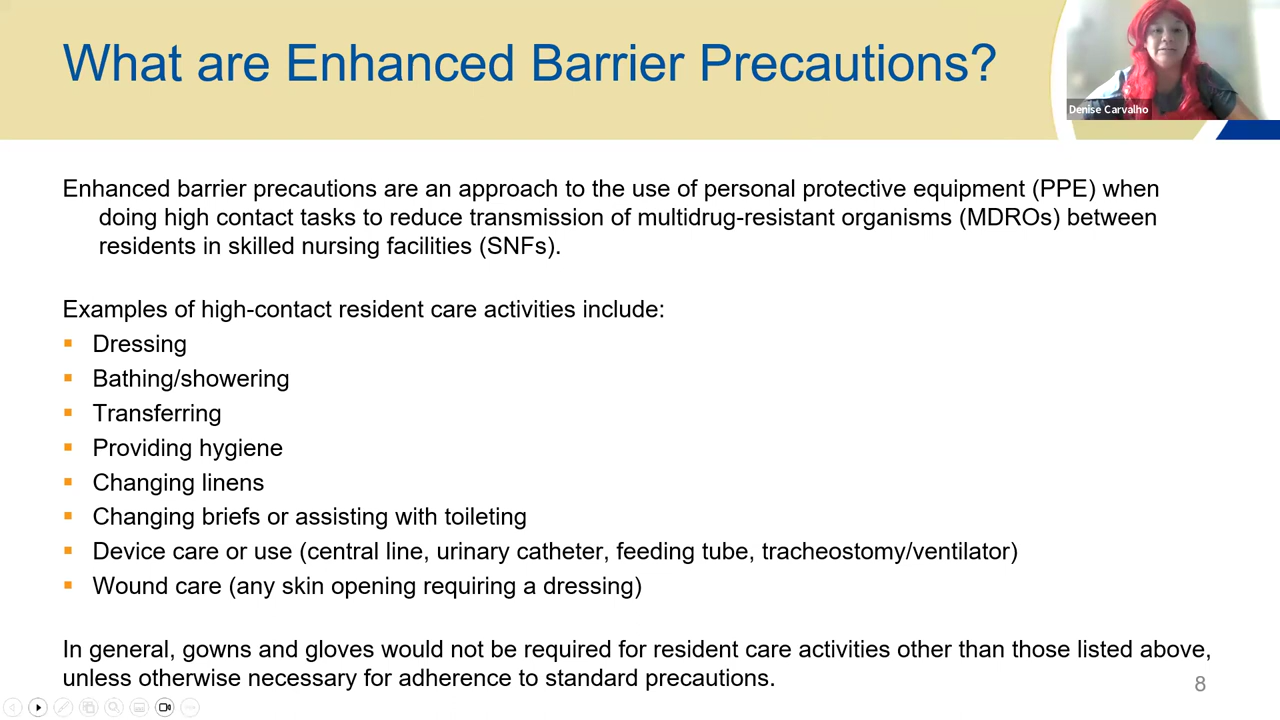 What are Enhanced Barrier Precautions?
Denise Carvalho
Enhanced barrier precautions are an approach to the use of personal protective equipment (PPE) when
doing high contact tasks to reduce transmission of multidrug-resistant organisms (MDROs) between
residents in skilled nursing facilities (SNFs).
Examples of high-contact resident care activities include:
▪ Dressing
▪ Bathing/showering
▪ Transferring
▪ Providing hygiene
▪ Changing linens
▪ Changing briefs or assisting with toileting
▪ Device care or use (central line, urinary catheter, feeding tube, tracheostomy/ventilator)
▪ Wound care (any skin opening requiring a dressing)
In general, gowns and gloves would not be required for resident care activities other than those listed above,
unless otherwise necessary for adherence to standard precautions.
8